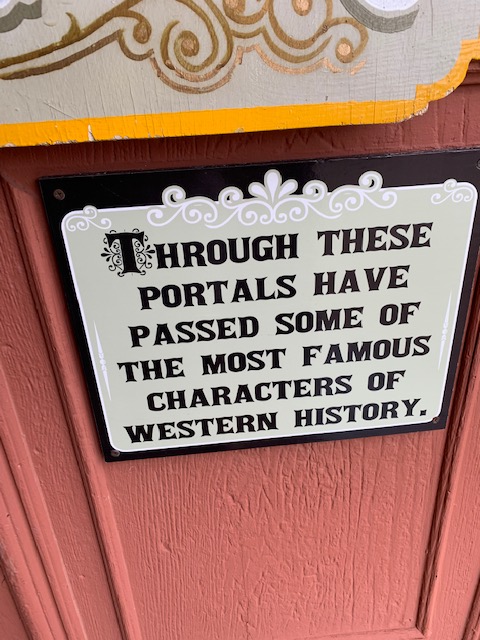 THROUGH THESE
PORTALS HAVE
PASSED SOME OF
THE MOST FAMOUS
CHARACTERS OF
WESTERN HISTORY.